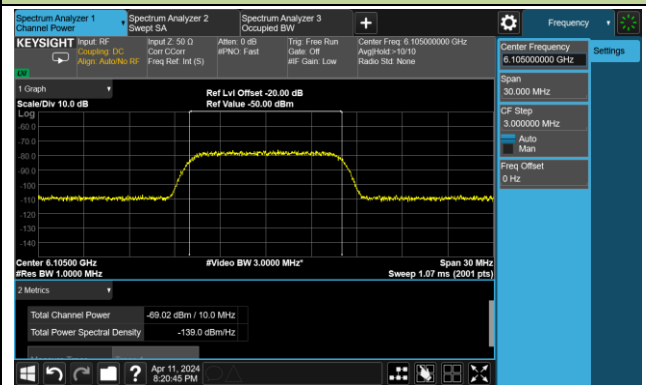 Spectrum Analyzer 1
Channel Power
Spectrum Analyzer 2
Swept SA
Spectrum Analyzer 3
Occupied BW
Frequency
KEYSIGHT
Input: RF
Coupling: DC
Align: Auto/No RF
Input Z: 50 Ω
Corr CCorr
Freq Ref: Int (S)
Atten: 0 dB
#PNO: Fast
Trig: Free Run
Gate: Off
#IF Gain: Low
Center Freq: 6.105000000 GHz
Avg|Hold:>10/10
Radio Std: None
Center Frequency
6.105000000 GHz
Settings
Span
30.000 MHz
CF Step
3.000000 MHz
Auto
Man
Freq Offset
0 Hz
1 Graph
Scale/Div 10.0 dB
Ref Lvl Offset -20.00 dB
Ref Value -50.00 dBm
Log
-60.0
-70.0
-80.0
-90.0
-100
-110
-120
-130
-140
Center 6.10500 GHz
#Video BW 3.0000 MHz*
Span 30 MHz
#Res BW 1.0000 MHz
Sweep 1.07 ms (2001 pts)
2 Metrics
Total Channel Power -69.02 dBm / 10.0 MHz
Total Power Spectral Density -139.0 dBm/Hz
Apr 11, 2024
8:20:45 PM